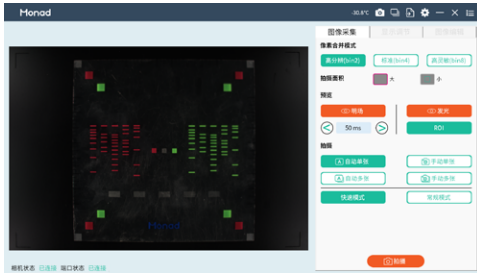 Monad
-30.8℃
图像采集
像素合并模式
高分辨(bin2)
标准(bin4)
高灵敏(bin8)
拍摄面积
大
小
预览
明场
发光
50 ms
ROI
拍摄
自动单张
手动单张
自动多张
手动多张
快速模式
常规模式
拍摄
Monad
相机状态 已连接 端口状态 已连接